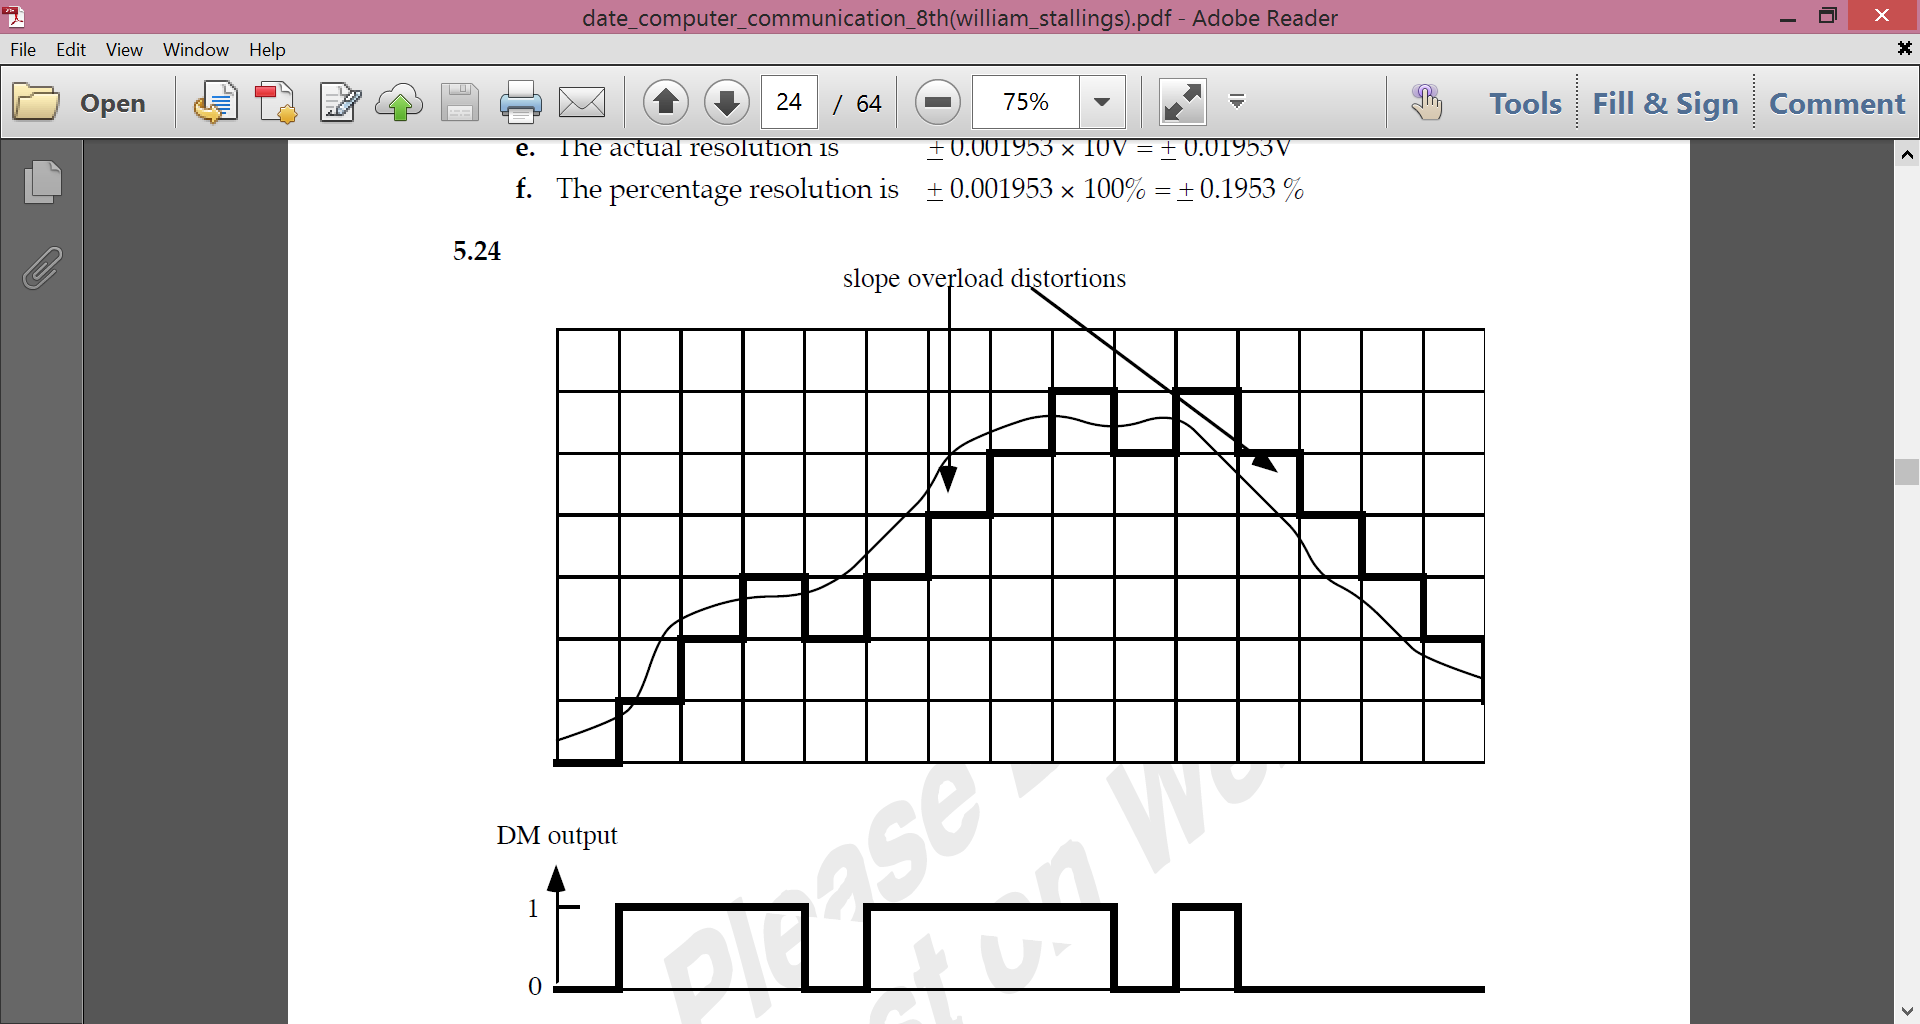 date_computer_communication_8th(william_stallings).pdf - Adobe Reader
File Edit View Window Help
Open 24 / 64 75% Tools Fill & Sign Comment
e. The actual resolution is ± 0.001953 × 10V = ± 0.01953V
f. The percentage resolution is ± 0.001953 × 100% = ± 0.1953 %
5.24
slope overload distortions
DM output
1
0
Please
on